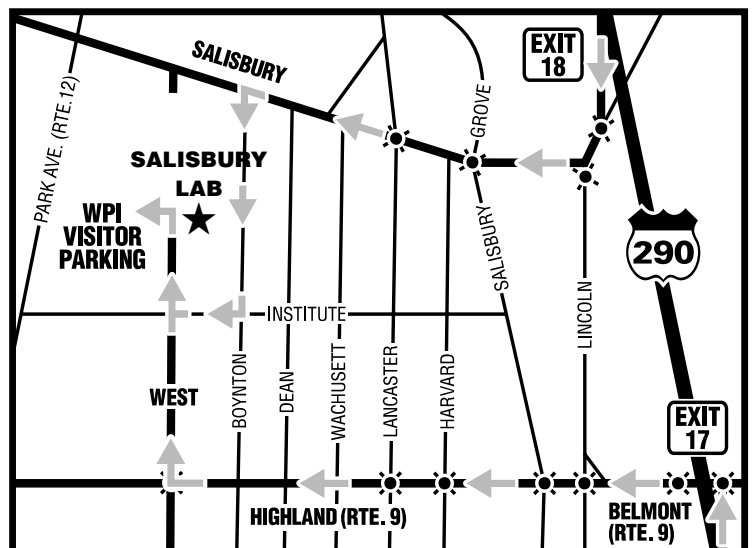 EXIT
18
SALISBURY
GROVE
PARK AVE. (RTE.12)
SALISBURY
LAB
WPI
VISITOR
PARKING
290
SALISBURY
INSTITUTE
LINCOLN
WEST
BOYNTON
DEAN
WACHUSETT
LANCASTER
HARVARD
EXIT
17
HIGHLAND (RTE. 9)
BELMONT
(RTE. 9)